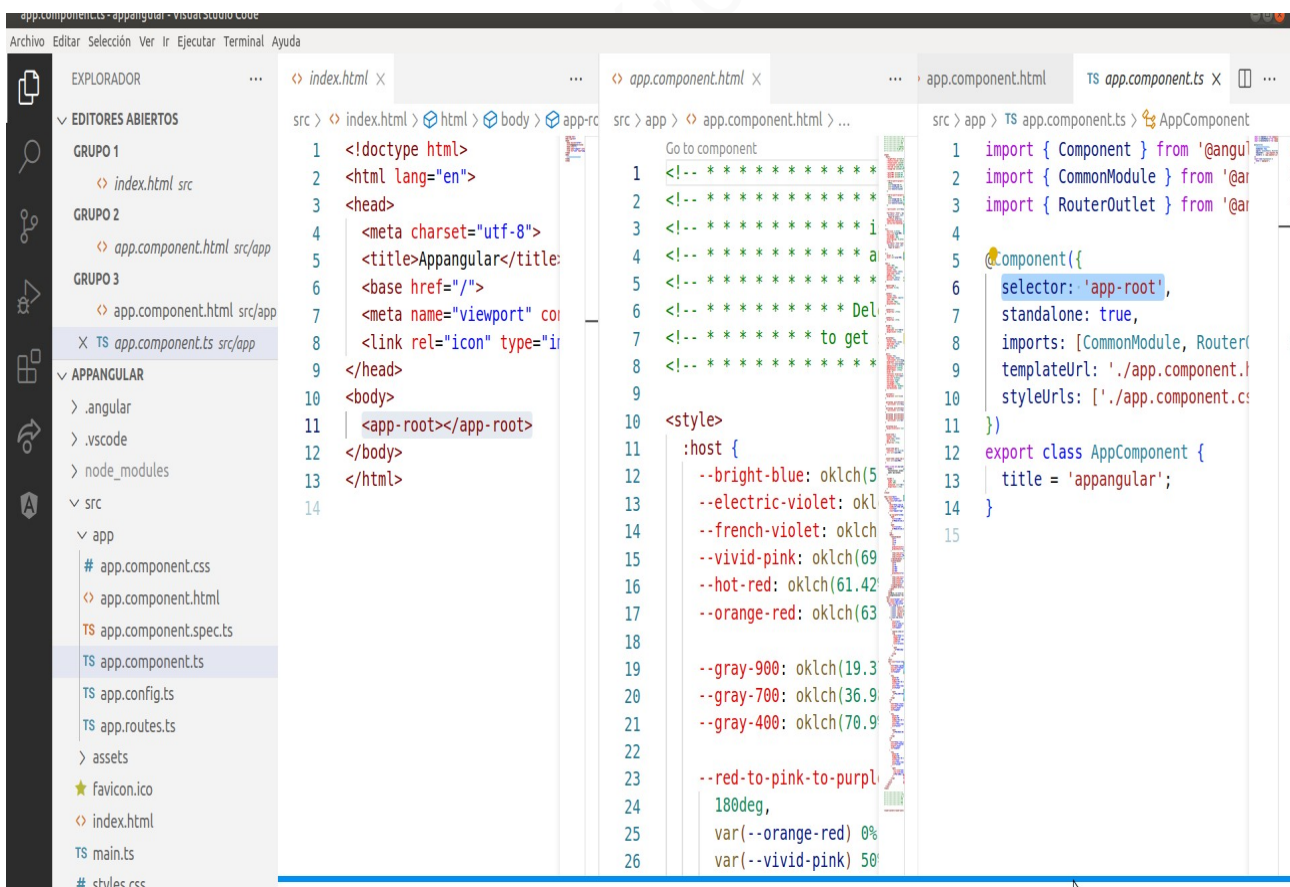 app.component.ts - appangular - Visual Studio Code
Archivo Editar Selección Ver Ir Ejecutar Terminal Ayuda
EXPLORADOR ...
EDITORES ABIERTOS
GRUPO 1
<> index.html src
GRUPO 2
<> app.component.html src/app
GRUPO 3
<> app.component.html src/app
X TS app.component.ts src/app
APPANGULAR
> .angular
> .vscode
> node_modules
src
app
# app.component.css
<> app.component.html
TS app.component.spec.ts
TS app.component.ts
TS app.config.ts
TS app.routes.ts
> assets
favicon.ico
<> index.html
TS main.ts
# styles.css
<> index.html X ...
src > <> index.html > html > body > app-ro
1 <!doctype html>
2 <html lang="en">
3 <head>
4 <meta charset="utf-8">
5 <title>Appangular</title>
6 <base href="/">
7 <meta name="viewport" co
8 <link rel="icon" type="i
9 </head>
10 <body>
11 <app-root></app-root>
12 </body>
13 </html>
14
<> app.component.html X ...
src > app > <> app.component.html > ...
Go to component
1 <!-- * * * * * * * * * * *
2 <!-- * * * * * * * * * * *
3 <!-- * * * * * * * * * * i
4 <!-- * * * * * * * * * * a
5 <!-- * * * * * * * * * * *
6 <!-- * * * * * * * * * Del
7 <!-- * * * * * * * to get
8 <!-- * * * * * * * * * * *
9
10 <style>
11 :host {
12 --bright-blue: oklch(5
13 --electric-violet: okl
14 --french-violet: oklch
15 --vivid-pink: oklch(69
16 --hot-red: oklch(61.42
17 --orange-red: oklch(63
18
19 --gray-900: oklch(19.3
20 --gray-700: oklch(36.9
21 --gray-400: oklch(70.9
22
23 --red-to-pink-to-purpl
24 180deg,
25 var(--orange-red) 0%
26 var(--vivid-pink) 50
app.component.html TS app.component.ts X ...
src > app > TS app.component.ts > AppComponent
1 import { Component } from '@angul
2 import { CommonModule } from '@an
3 import { RouterOutlet } from '@an
4
5 @Component({
6 selector: 'app-root',
7 standalone: true,
8 imports: [CommonModule, Router
9 templateUrl: './app.component.h
10 styleUrls: ['./app.component.cs
11 })
12 export class AppComponent {
13 title = 'appangular';
14 }
15